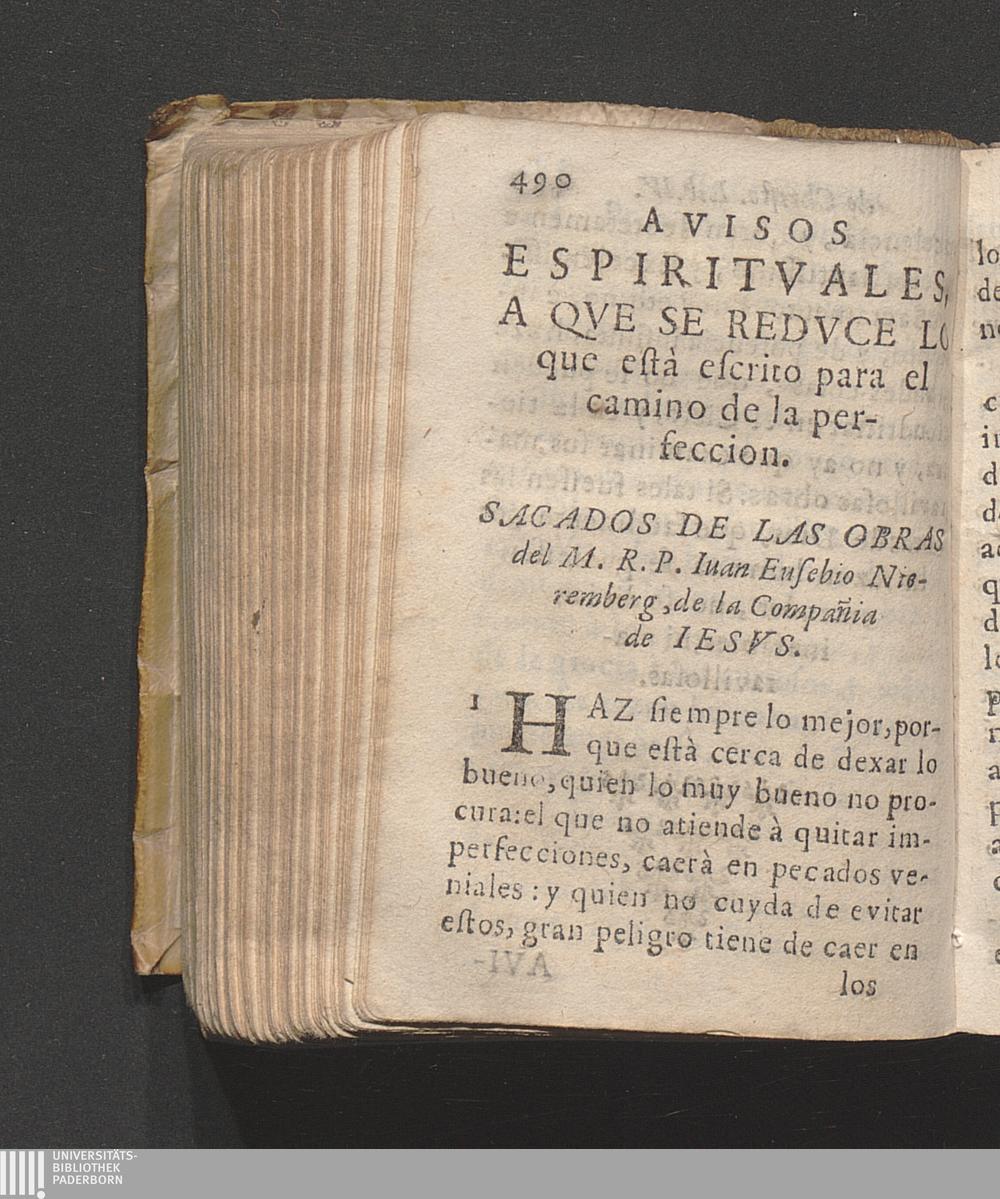 490
AVISOS
ESPIRITVALES,
A QVE SE REDVCE LO
que eſtà eſcrito para el
camino de la per-
feccion.
SACADOS DE LAS OBRAS
del M. R. P. Iuan Euſebio Nie-
remberg, de la Compañia
de IESVS.
1 HAZ ſiempre lo mejor, por-
que eſtà cerca de dexar lo
bueno, quien lo muy bueno no pro-
cura: el que no atiende à quitar im-
perfecciones, caerà en pecados ve-
niales: y quien no cuyda de evitar
eſtos, gran peligro tiene de caer en
los
UNIVERSITÄTS-
BIBLIOTHEK
PADERBORN